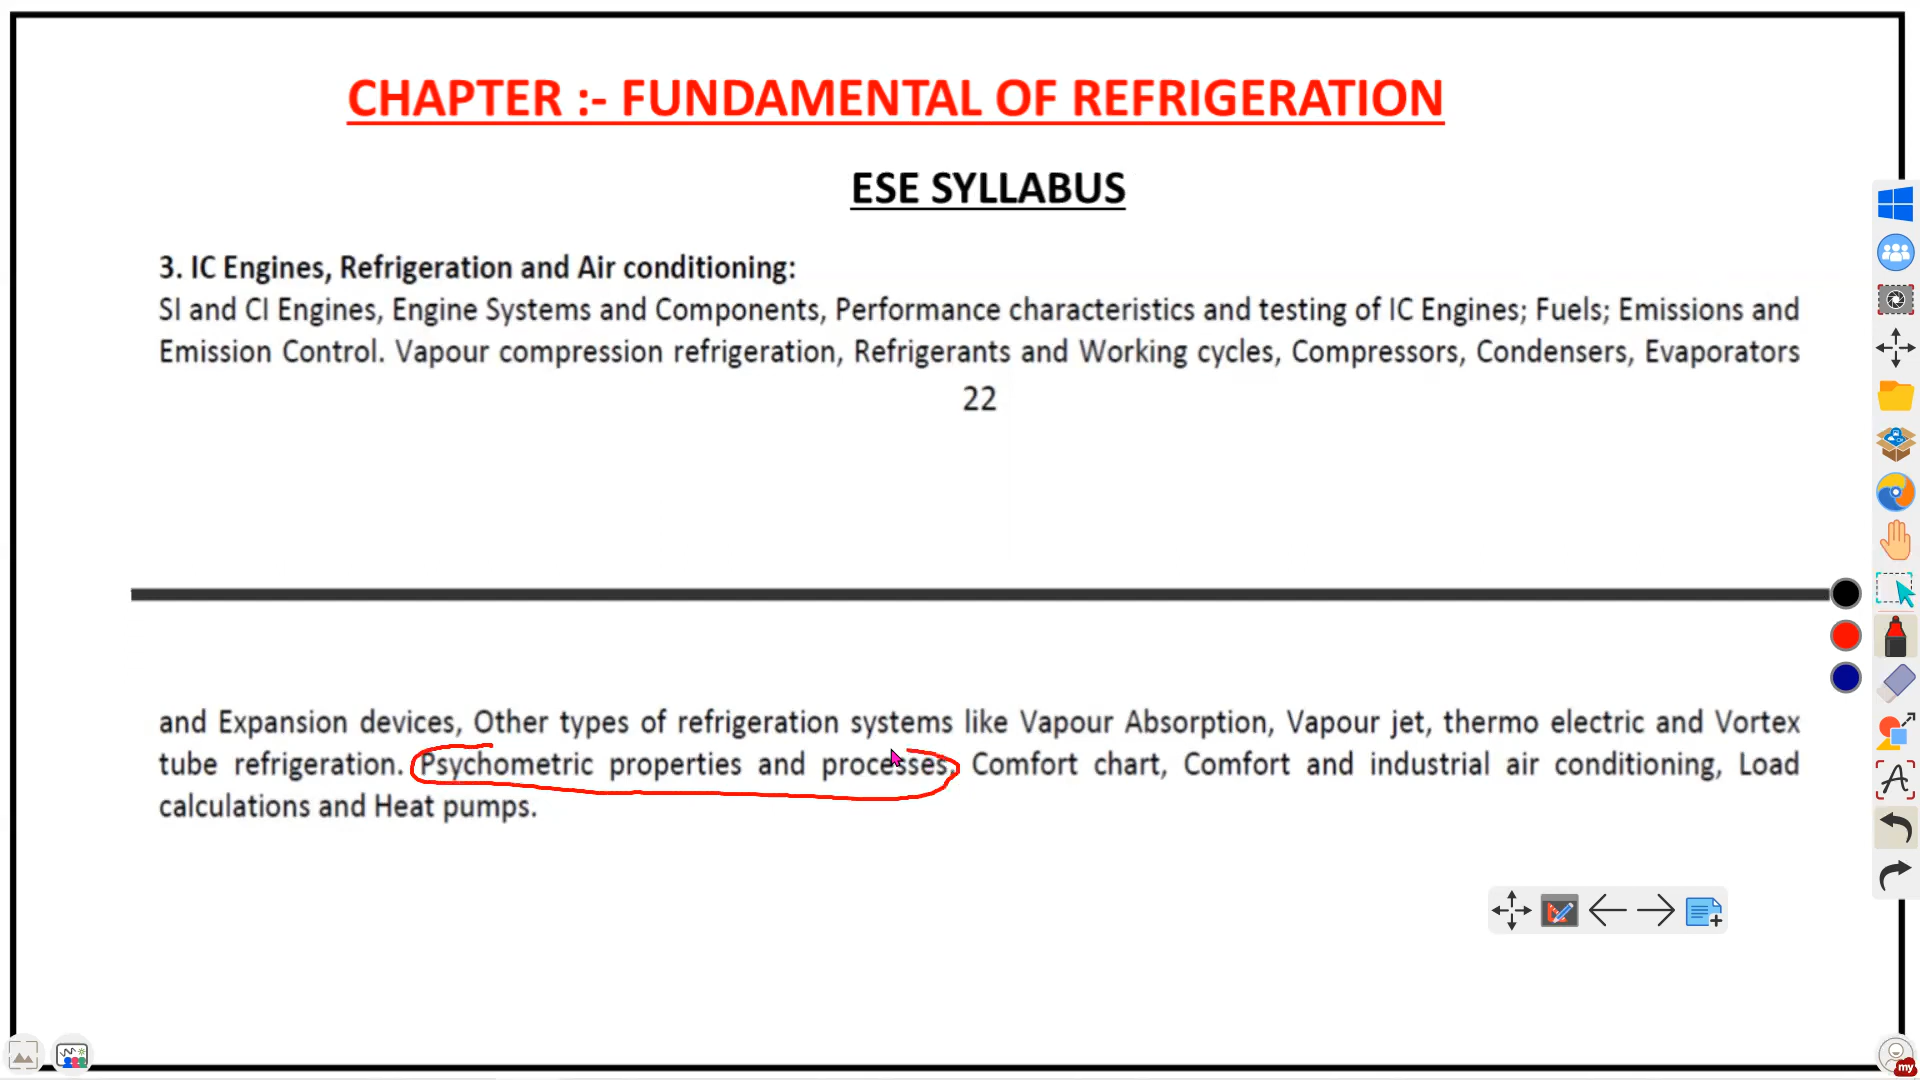 CHAPTER :- FUNDAMENTAL OF REFRIGERATION
ESE SYLLABUS
3. IC Engines, Refrigeration and Air conditioning:
SI and CI Engines, Engine Systems and Components, Performance characteristics and testing of IC Engines; Fuels; Emissions and
Emission Control. Vapour compression refrigeration, Refrigerants and Working cycles, Compressors, Condensers, Evaporators
22
and Expansion devices, Other types of refrigeration systems like Vapour Absorption, Vapour jet, thermo electric and Vortex
tube refrigeration. Psychometric properties and processes, Comfort chart, Comfort and industrial air conditioning, Load
calculations and Heat pumps.
my